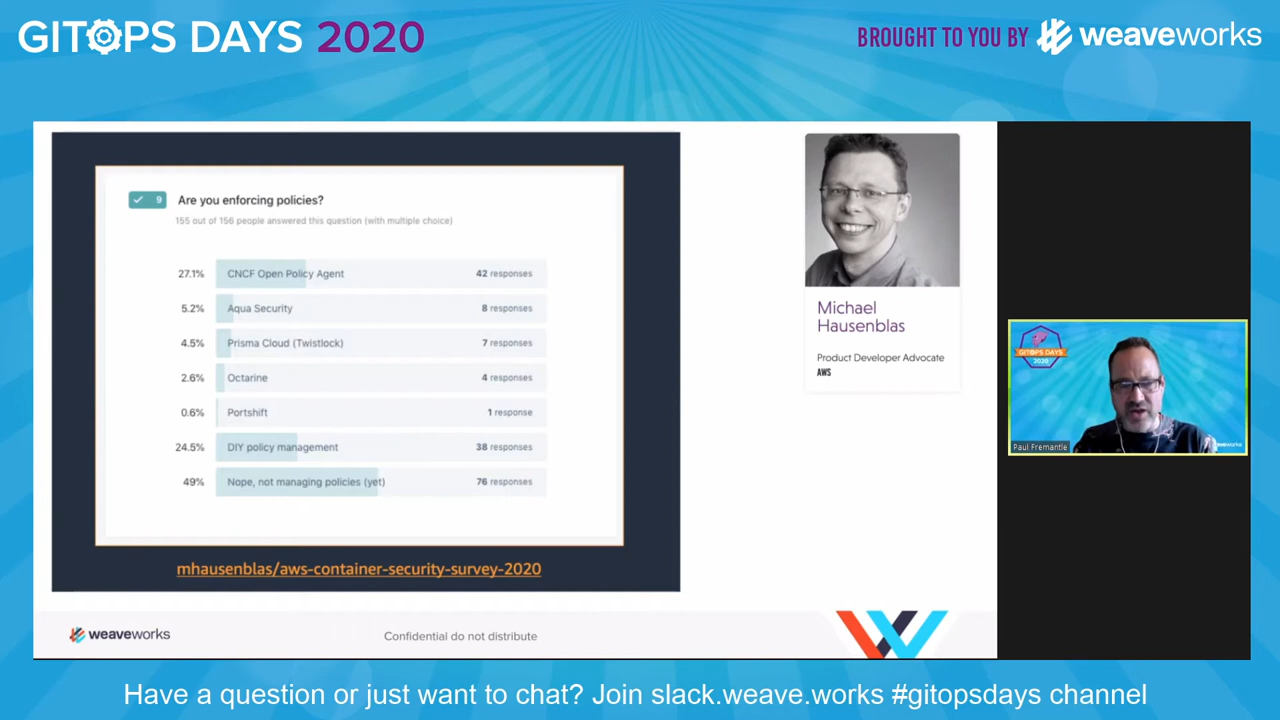 GITOPS DAYS 2020
BROUGHT TO YOU BY weaveworks
9 Are you enforcing policies?
155 out of 156 people answered this question (with multiple choice)
27.1% CNCF Open Policy Agent 42 responses
5.2% Aqua Security 8 responses
4.5% Prisma Cloud (Twistlock) 7 responses
2.6% Octarine 4 responses
0.6% Portshift 1 response
24.5% DIY policy management 38 responses
49% Nope, not managing policies (yet) 76 responses
mhausenblas/aws-container-security-survey-2020
Michael
Hausenblas
Product Developer Advocate
AWS
GITOPS DAYS
2020
Paul Fremantle
weaveworks
Confidential do not distribute
Have a question or just want to chat? Join slack.weave.works #gitopsdays channel